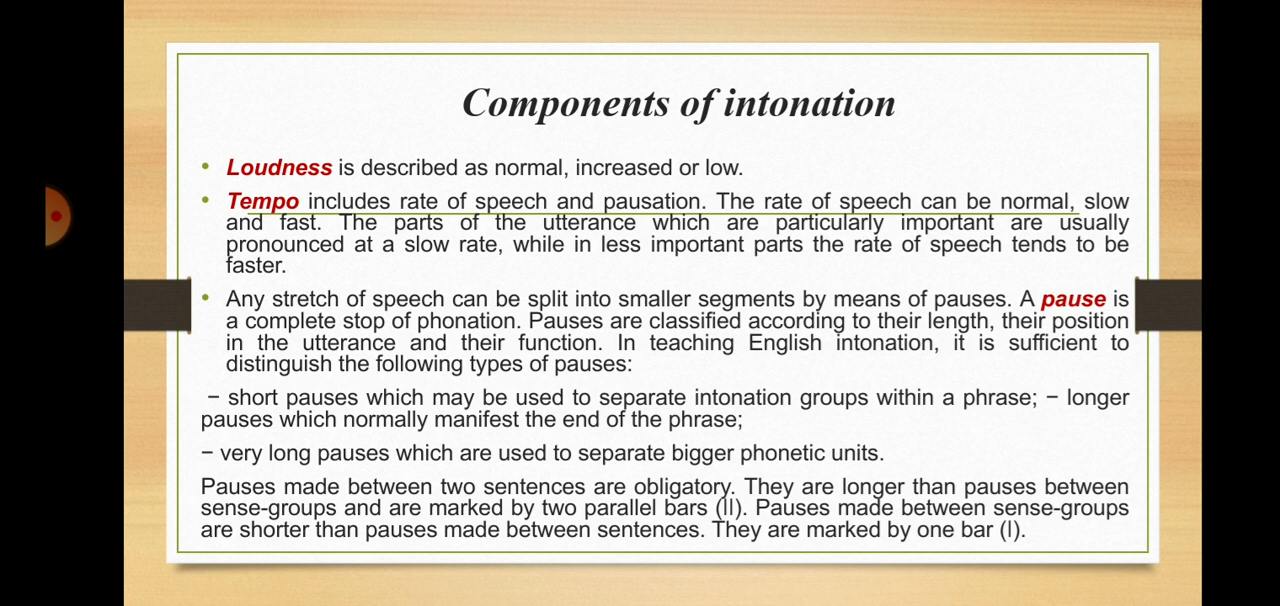 Components of intonation
• Loudness is described as normal, increased or low.
• Tempo includes rate of speech and pausation. The rate of speech can be normal, slow
and fast. The parts of the utterance which are particularly important are usually
pronounced at a slow rate, while in less important parts the rate of speech tends to be
faster.
• Any stretch of speech can be split into smaller segments by means of pauses. A pause is
a complete stop of phonation. Pauses are classified according to their length, their position
in the utterance and their function. In teaching English intonation, it is sufficient to
distinguish the following types of pauses:
− short pauses which may be used to separate intonation groups within a phrase; − longer
pauses which normally manifest the end of the phrase;
− very long pauses which are used to separate bigger phonetic units.
Pauses made between two sentences are obligatory. They are longer than pauses between
sense-groups and are marked by two parallel bars (||). Pauses made between sense-groups
are shorter than pauses made between sentences. They are marked by one bar (|).